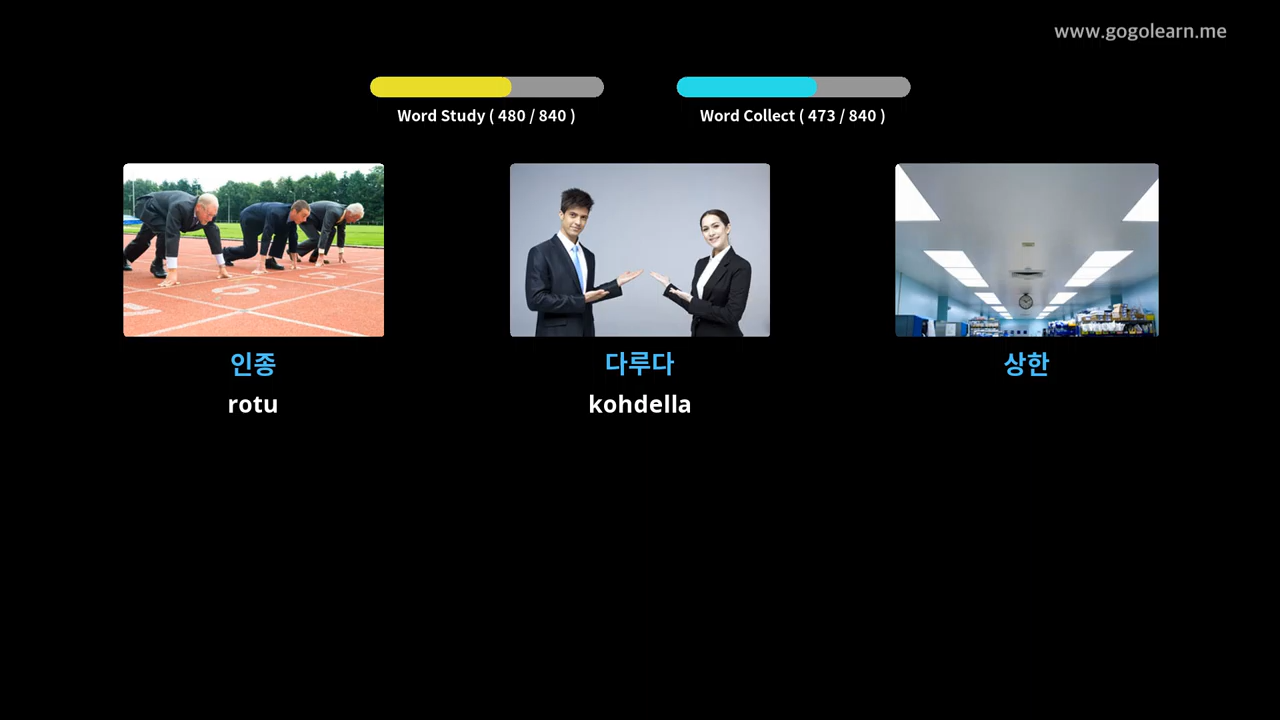 www.gogolearn.me
Word Study ( 480 / 840 )
Word Collect ( 473 / 840 )
인종
다루다
상한
rotu
kohdella